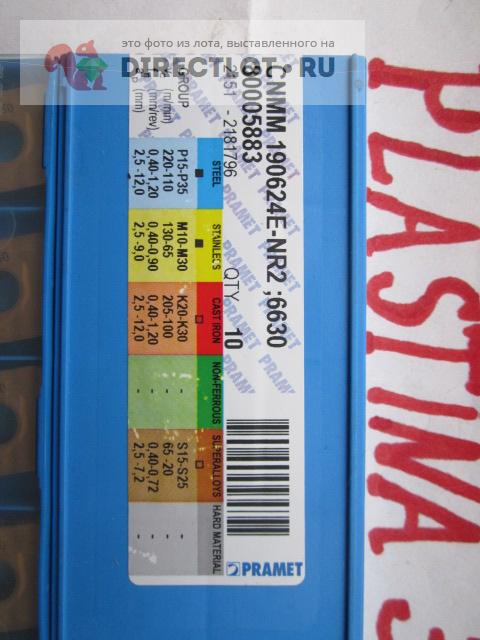 это фото из лота, выставленного на
DIRECTLOT.RU
CNMM 190624E-NR2 ;6630
80005883
2151 - 2181796 QTY 10
STEEL STAINLESS CAST IRON NON-FERROUS SUPERALLOYS HARD MATERIAL
GROUP P15-P35 M10-M30 K20-K30 - S15-S25 -
(m/min) 220-110 130-65 205-100 - 65 -20 -
(mm/rev) 0,40-1,20 0,40-0,90 0,40-1,20 - 0,40-0,72 -
(mm) 2,5 -12,0 2,5 -9,0 2,5 -12,0 - 2,5 -7,2 -
PRAMET
PLASTINA
PRAMET